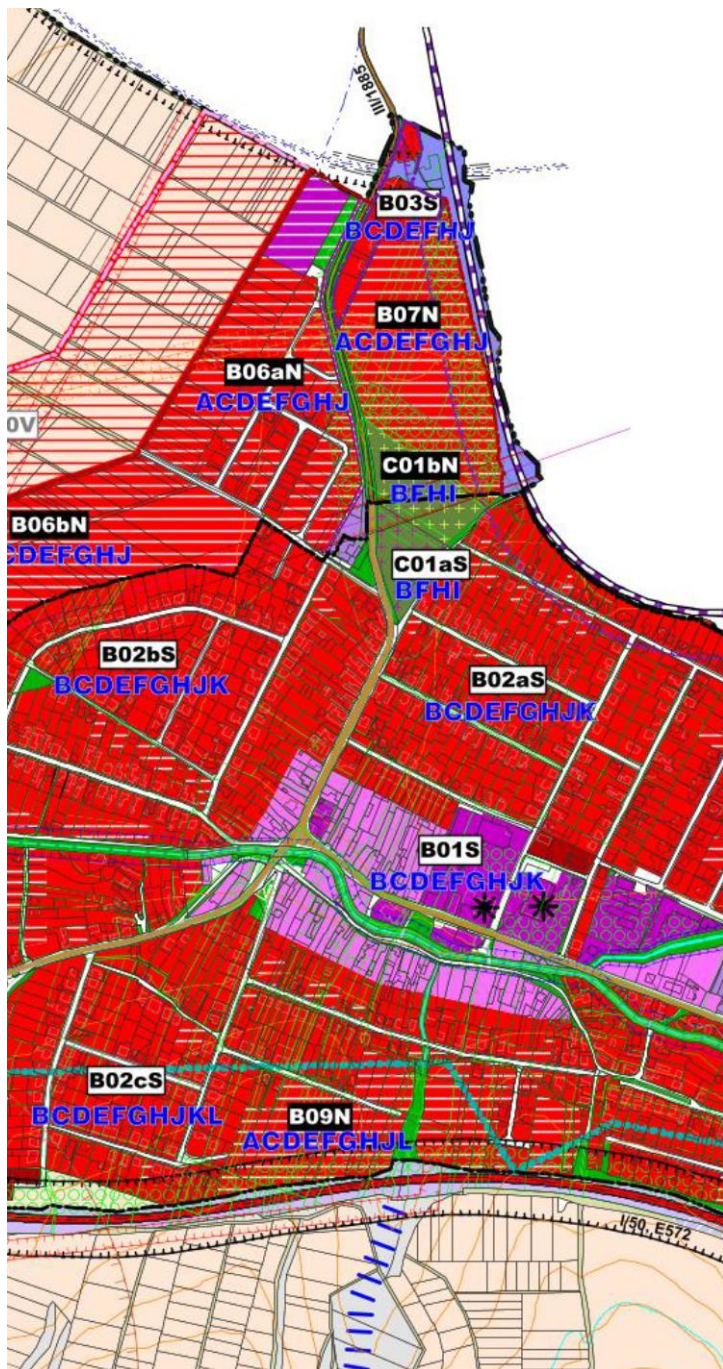 III/1885
B03S
BCDEFHJ
B07N
ACDEFGHJ
B06aN
ACDEFGHJ
0V
C01bN
BFHI
B06bN
CDEFGHJ
C01aS
BFHI
B02bS
BCDEFGHJK
B02aS
BCDEFGHJK
B01S
BCDEFGHJK
B02cS
BCDEFGHJKL
B09N
ACDEFGHJL
I/50, E572